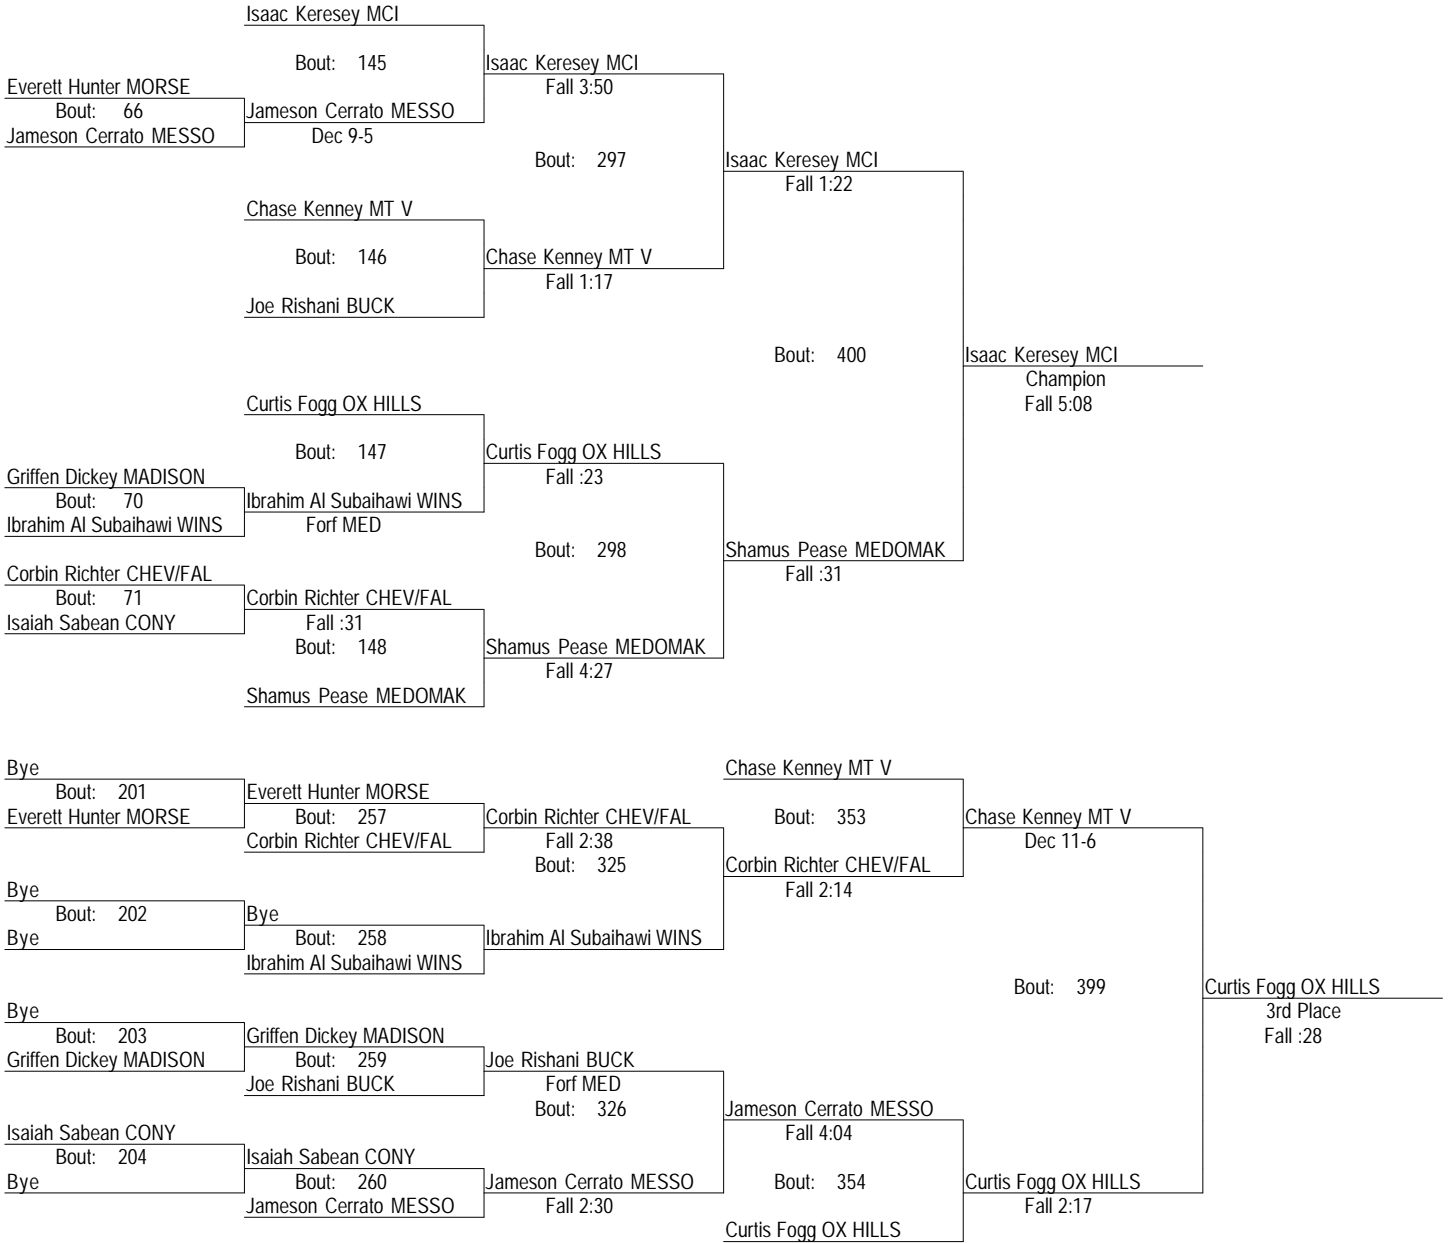 Isaac Keresey MCI
Bout: 145
Isaac Keresey MCI
Everett Hunter MORSE
Fall 3:50
Bout: 66
Jameson Cerrato MESSO
Jameson Cerrato MESSO
Dec 9-5
Bout: 297
Isaac Keresey MCI
Fall 1:22
Chase Kenney MT V
Bout: 146
Chase Kenney MT V
Fall 1:17
Joe Rishani BUCK
Bout: 400
Isaac Keresey MCI
Champion
Fall 5:08
Curtis Fogg OX HILLS
Bout: 147
Curtis Fogg OX HILLS
Griffen Dickey MADISON
Fall :23
Bout: 70
Ibrahim Al Subaihawi WINS
Ibrahim Al Subaihawi WINS
Forf MED
Bout: 298
Shamus Pease MEDOMAK
Fall :31
Corbin Richter CHEV/FAL
Bout: 71
Corbin Richter CHEV/FAL
Isaiah Sabean CONY
Fall :31
Bout: 148
Shamus Pease MEDOMAK
Fall 4:27
Shamus Pease MEDOMAK
Bye
Chase Kenney MT V
Bout: 201
Everett Hunter MORSE
Everett Hunter MORSE
Bout: 257
Corbin Richter CHEV/FAL
Bout: 353
Chase Kenney MT V
Corbin Richter CHEV/FAL
Fall 2:38
Dec 11-6
Bout: 325
Corbin Richter CHEV/FAL
Fall 2:14
Bye
Bout: 202
Bye
Bye
Bout: 258
Ibrahim Al Subaihawi WINS
Ibrahim Al Subaihawi WINS
Bout: 399
Curtis Fogg OX HILLS
3rd Place
Fall :28
Bye
Bout: 203
Griffen Dickey MADISON
Griffen Dickey MADISON
Bout: 259
Joe Rishani BUCK
Joe Rishani BUCK
Forf MED
Bout: 326
Jameson Cerrato MESSO
Fall 4:04
Isaiah Sabean CONY
Bout: 204
Isaiah Sabean CONY
Bye
Bout: 260
Jameson Cerrato MESSO
Bout: 354
Curtis Fogg OX HILLS
Jameson Cerrato MESSO
Fall 2:30
Fall 2:17
Curtis Fogg OX HILLS